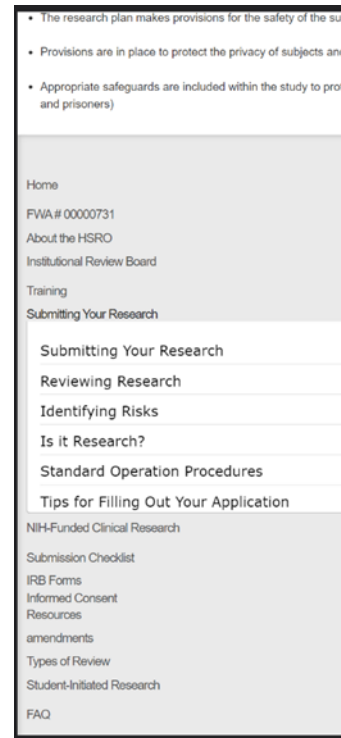 • The research plan makes provisions for the safety of the su
• Provisions are in place to protect the privacy of subjects and
• Appropriate safeguards are included within the study to pro
and prisoners)
Home
FWA# 00000731
About the HSRO
Institutional Review Board
Training
Submitting Your Research
Submitting Your Research
Reviewing Research
Identifying Risks
Is it Research?
Standard Operation Procedures
Tips for Filling Out Your Application
NIH-Funded Clinical Research
Submission Checklist
IRB Forms
Informed Consent
Resources
amendments
Types of Review
Student-Initiated Research
FAQ